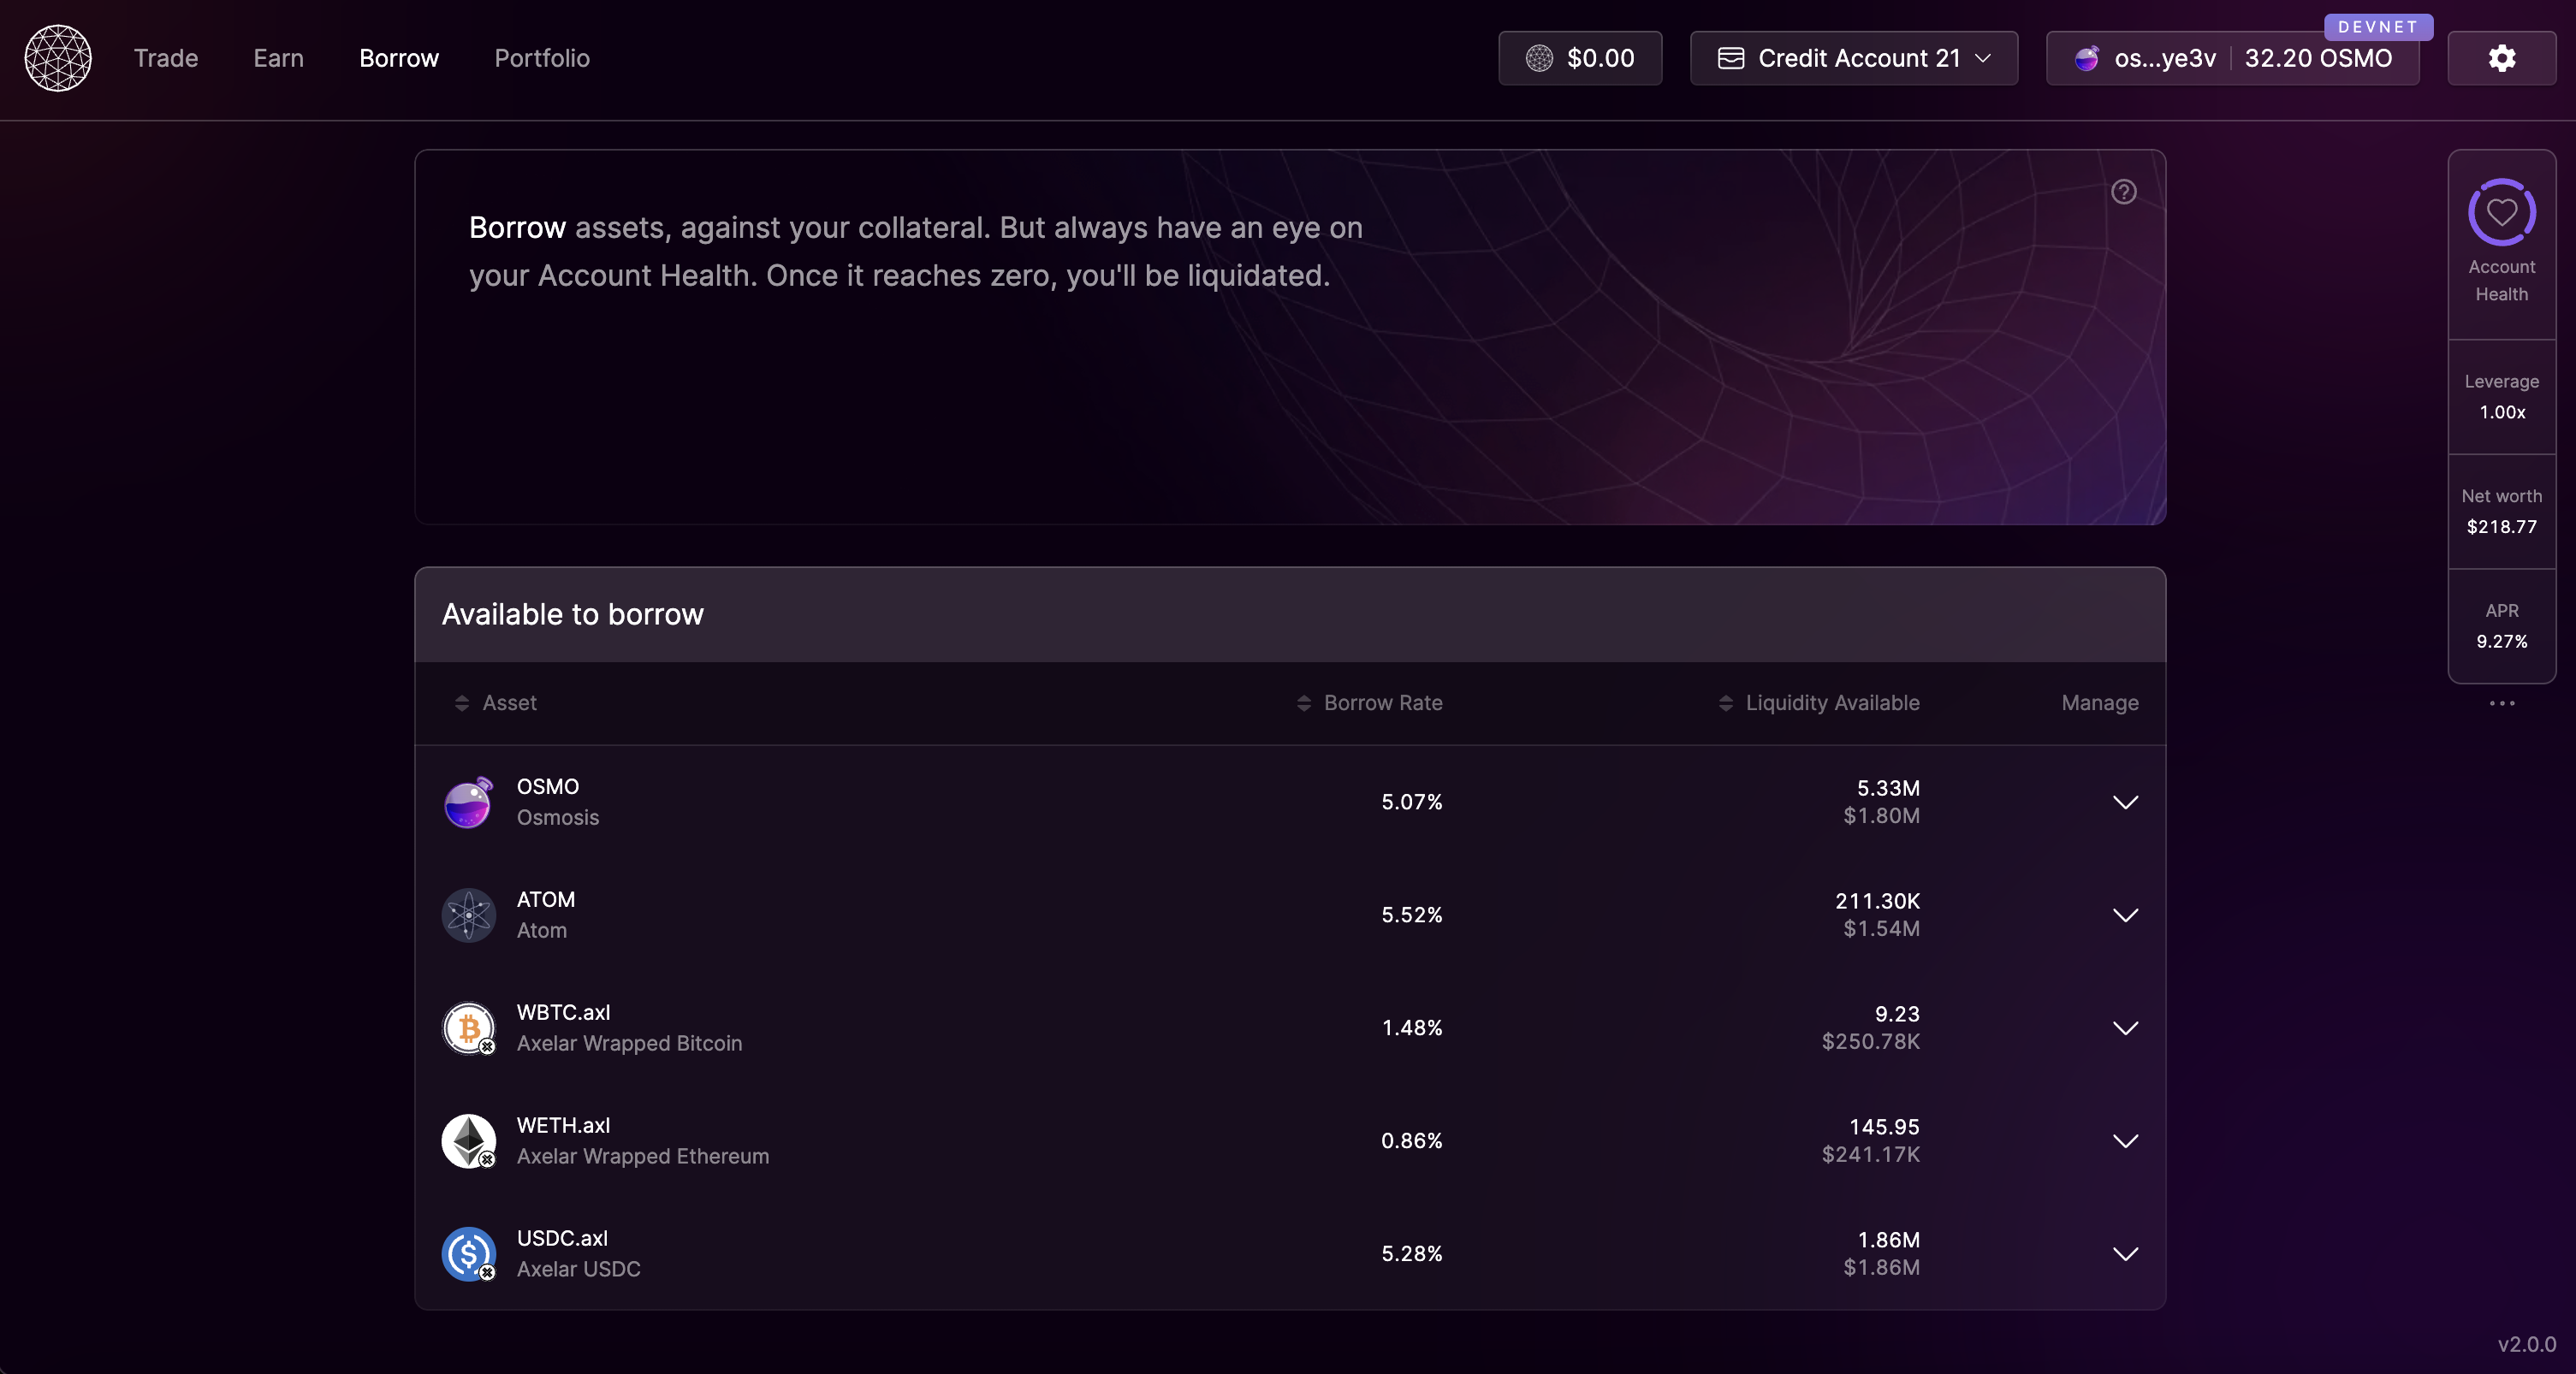 DEVNET
Trade
Earn
Borrow
Portfolio
$0.00
Credit Account 21
os...ye3v
32.20 OSMO
Borrow assets, against your collateral. But always have an eye on
your Account Health. Once it reaches zero, you'll be liquidated.
Account
Health
Leverage
1.00x
Net worth
$218.77
APR
9.27%
Available to borrow
Asset
Borrow Rate
Liquidity Available
Manage
OSMO
Osmosis
5.07%
5.33M
$1.80M
ATOM
Atom
5.52%
211.30K
$1.54M
WBTC.axl
Axelar Wrapped Bitcoin
1.48%
9.23
$250.78K
WETH.axl
Axelar Wrapped Ethereum
0.86%
145.95
$241.17K
USDC.axl
Axelar USDC
5.28%
1.86M
$1.86M
v2.0.0